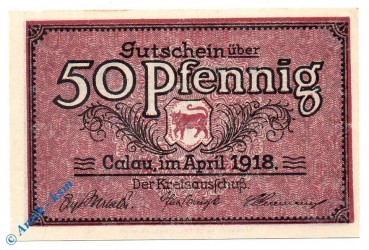 Gutschein über
50 Pfennig
Calau, im April 1918.
Der Kreisausschuß.